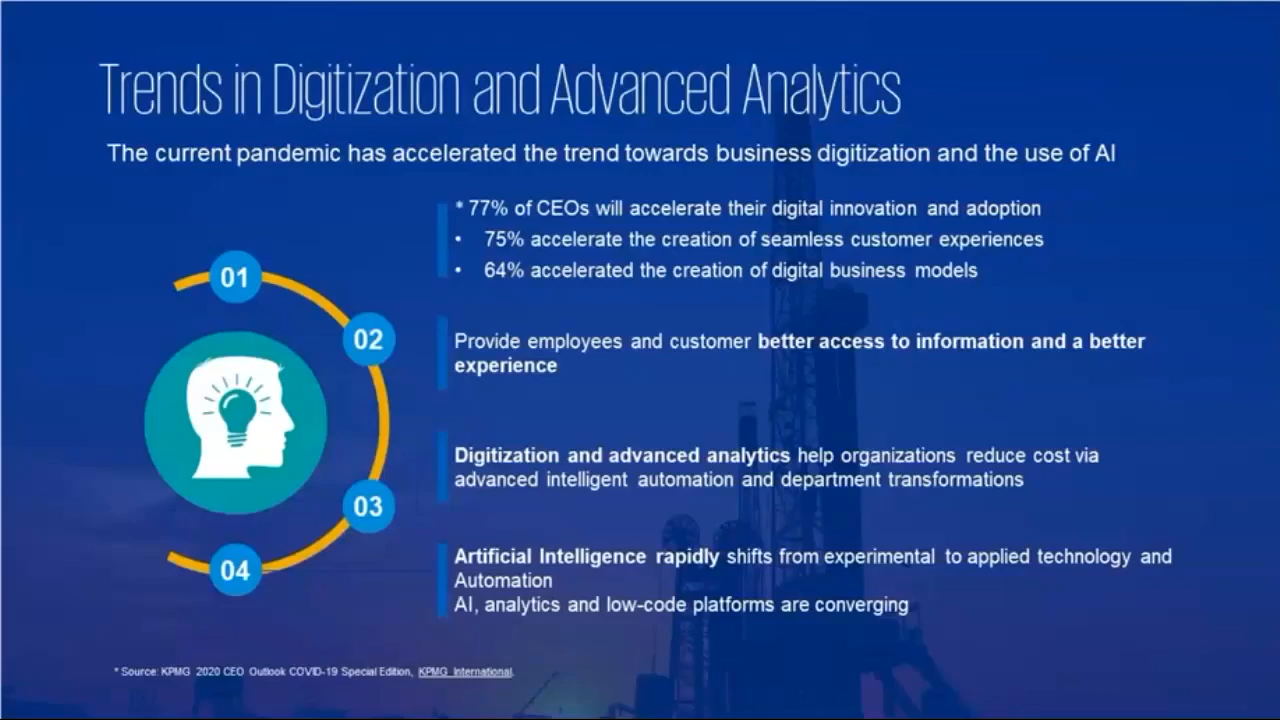 Trends in Digitization and Advanced Analytics
The current pandemic has accelerated the trend towards business digitization and the use of AI
* 77% of CEOs will accelerate their digital innovation and adoption
• 75% accelerate the creation of seamless customer experiences
• 64% accelerated the creation of digital business models
01
02
Provide employees and customer better access to information and a better
experience
Digitization and advanced analytics help organizations reduce cost via
advanced intelligent automation and department transformations
03
04
Artificial Intelligence rapidly shifts from experimental to applied technology and
Automation
AI, analytics and low-code platforms are converging
* Source: KPMG 2020 CEO Outlook COVID-19 Special Edition, KPMG International.